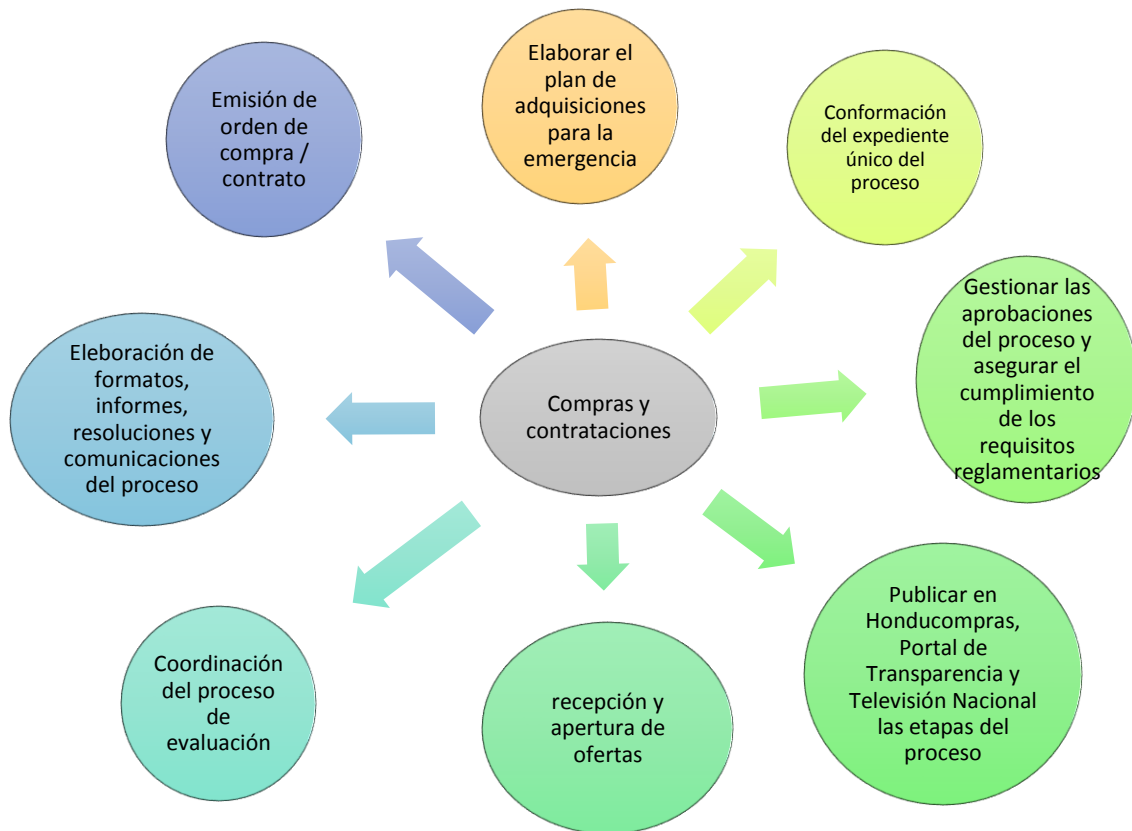 Elaborar el
plan de
adquisiciones
para la
emergencia
Conformación
del expediente
único del
proceso
Gestionar las
aprobaciones
del proceso y
asegurar el
cumplimiento
de los
requisitos
reglamentarios
Publicar en
Honducompras,
Portal de
Transparencia y
Televisión Nacional
las etapas del
proceso
recepción y
apertura de
ofertas
Coordinación
del proceso
de
evaluación
Eleboración de
formatos,
informes,
resoluciones y
comunicaciones
del proceso
Emisión de
orden de
compra /
contrato
Compras y
contrataciones